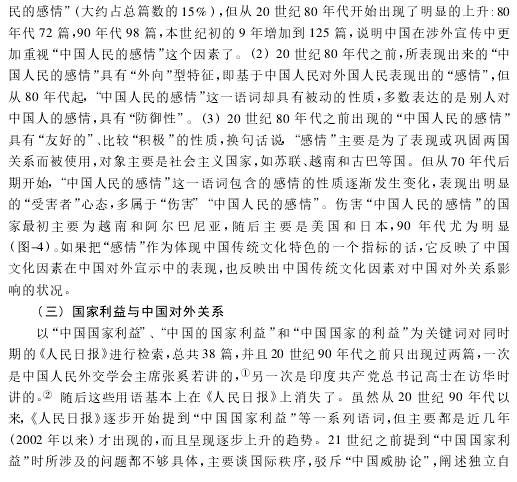 民的感情”(大约占总篇数的15%),但从20世纪80年代开始出现了明显的上升:80
年代72篇,90年代98篇,本世纪初的9年增加到125篇,说明中国在涉外宣传中更
加重视“中国人民的感情”这个因素了。(2) 20世纪80年代之前,所表现出来的“中
国人民的感情”具有“外向”型特征,即基于中国人民对外国人民表现出的“感情”,但
从80年代起,“中国人民的感情”这一语词却具有被动的性质,多数表达的是别人对
中国人的感情,具有“防御性”。(3) 20世纪80年代之前出现的“中国人民的感情”
具有“友好的”、比较“积极”的性质,换句话说,“感情”主要是为了表现或巩固两国
关系而被使用,对象主要是社会主义国家,如苏联、越南和古巴等国。但从70年代后
期开始,“中国人民的感情”这一语词包含的感情的性质逐渐发生变化,表现出明显
的“受害者”心态,多属于“伤害”“中国人民的感情”。伤害“中国人民的感情”的国
家最初主要为越南和阿尔巴尼亚,随后主要是美国和日本,90年代尤为明显
(图-4)。如果把“感情”作为体现中国传统文化特色的一个指标的话,它反映了中国
文化因素在中国对外宣示中的表现,也反映出中国传统文化因素对中国对外关系影
响的状况。
(三) 国家利益与中国对外关系
以“中国国家利益”、“中国的国家利益”和“中国国家的利益”为关键词对同时
期的《人民日报》进行检索,总共38篇,并且20世纪90年代之前只出现过两篇,一次
是中国人民外交学会主席张奚若讲的,①另一次是印度共产党总书记高士在访华时
讲的。② 随后这些用语基本上在《人民日报》上消失了。虽然从20世纪90年代以
来,《人民日报》逐步开始提到“中国国家利益”等一系列语词,但主要都是近几年
(2002年以来)才出现的,而且呈现逐步上升的趋势。21世纪之前提到“中国国家利
益”时所涉及的问题都不够具体,主要谈国际秩序,驳斥“中国威胁论”,阐述独立自